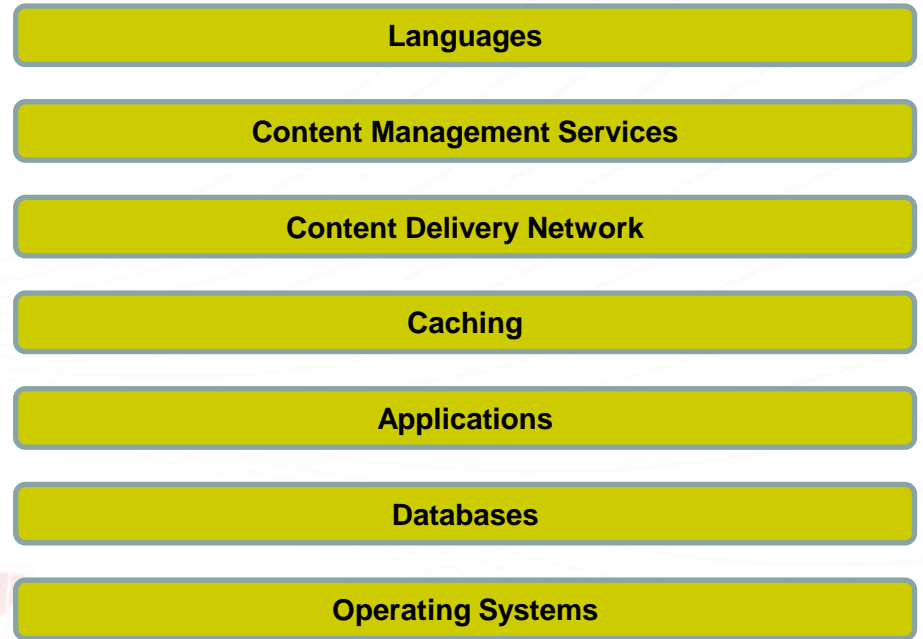 Languages
Content Management Services
Content Delivery Network
Caching
Applications
Databases
Operating Systems